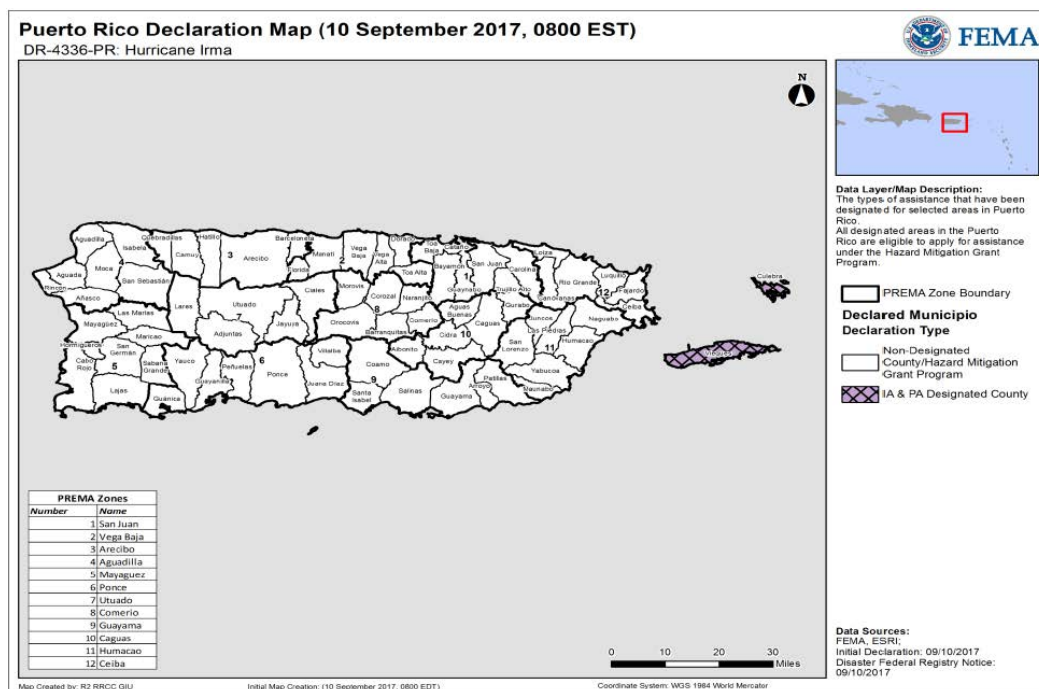 Puerto Rico Declaration Map (10 September 2017, 0800 EST)
DR-4336-PR: Hurricane Irma
FEMA
N
Data Layer/Map Description:
The types of assistance that have been
designated for selected areas in Puerto
Rico.
All designated areas in the Puerto
Rico are eligible to apply for assistance
under the Hazard Mitigation Grant
Program.
PREMA Zone Boundary
Declared Municipio
Declaration Type
Non-Designated
County/Hazard Mitigation
Grant Program
IA & PA Designated County
Aguadilla
Isabela
Quebradillas
Hatillo
Camuy
3
Arecibo
Barceloneta
Florida
Manatí
2
Vega
Baja
Vega
Alta
Dorado
Toa
Baja
Cataño
Toa Alta
Bayamón
1
San Juan
Guaynabo
Carolina
Trujillo Alto
Loíza
Canóvanas
Rio Grande
Luquillo
12
Fajardo
Ceiba
Culebra
Vieques
Aguada
Rincón
Moca
4
San Sebastián
Añasco
Las Marías
Mayagüez
Maricao
Hormigueros
San
Germán
Cabo
Rojo
5
Sabana
Grande
Lajas
Guánica
Yauco
Lares
Utuado
7
Adjuntas
Jayuya
Ciales
Morovis
Corozal
Naranjito
8
Orocovis
Barranquitas
Comerío
Guayanilla
Peñuelas
6
Ponce
Villalba
Juana Díaz
Coamo
9
Santa
Isabel
Aibonito
Salinas
Cidra
10
Cayey
Guayama
Arroyo
Patillas
Aguas
Buenas
Caguas
Gurabo
San
Lorenzo
Juncos
Las Piedras
11
Naguabo
Humacao
Yabucoa
Maunabo
PREMA Zones
Number Name
1 San Juan
2 Vega Baja
3 Arecibo
4 Aguadilla
5 Mayaguez
6 Ponce
7 Utuado
8 Comerio
9 Guayama
10 Caguas
11 Humacao
12 Ceiba
0 10 20 30
Miles
Data Sources:
FEMA, ESRI;
Initial Declaration: 09/10/2017
Disaster Federal Registry Notice:
09/10/2017
Map Created by: R2 RRCC GIU
Initial Map Creation: (10 September 2017, 0800 EDT)
Coordinate System: WGS 1984 World Mercator